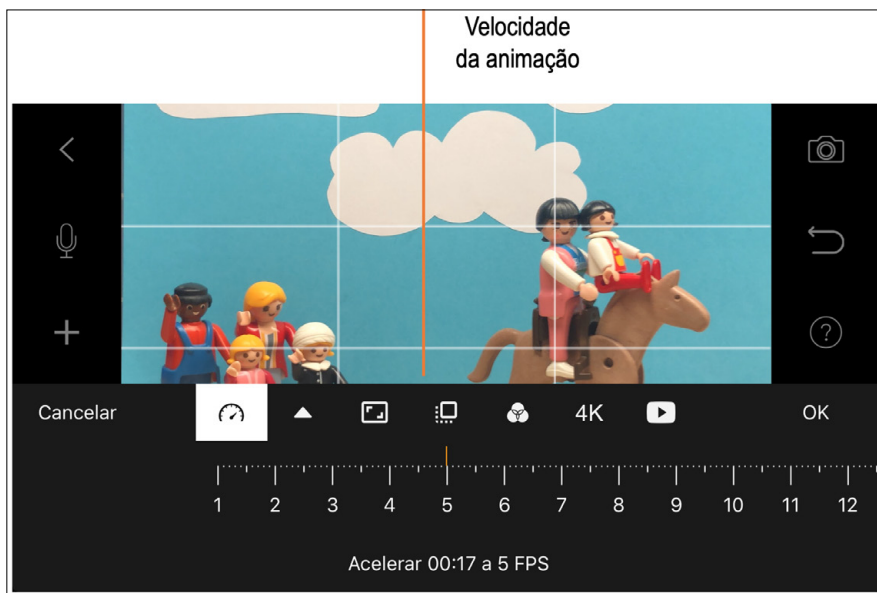 Velocidade
da animação
Cancelar
4K
OK
1 2 3 4 5 6 7 8 9 10 11 12
Acelerar 00:17 a 5 FPS